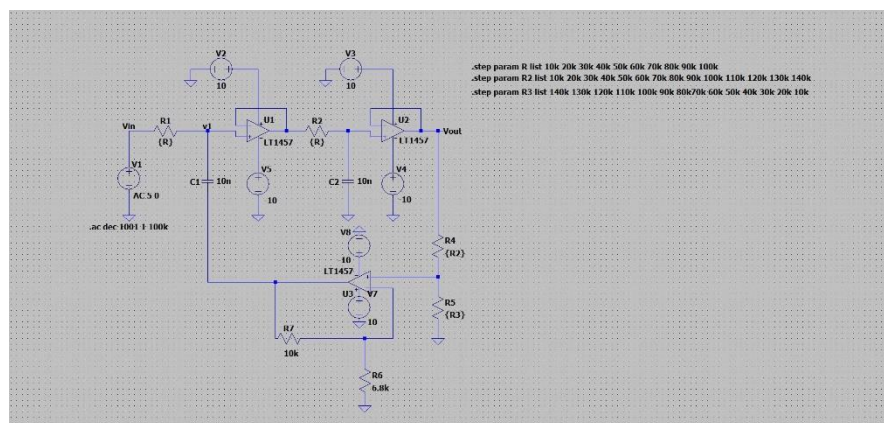 V2
V3
10
10
.step param R list 10k 20k 30k 40k 50k 60k 70k 80k 90k 100k
.step param R2 list 10k 20k 30k 40k 50k 60k 70k 80k 90k 100k 110k 120k 130k 140k
.step param R3 list 140k 130k 120k 110k 100k 90k 80k70k 60k 50k 40k 30k 20k 10k
Vin
R1
{R}
v1
U1
LT1457
R2
{R}
U2
LT1457
Vout
V1
AC 5 0
C1
10n
V5
10
C2
10n
V4
10
.ac dec 1001 1 100k
V8
10
LT1457
U3
V7
10
R4
{R2}
R5
{R3}
R7
10k
R6
6.8k